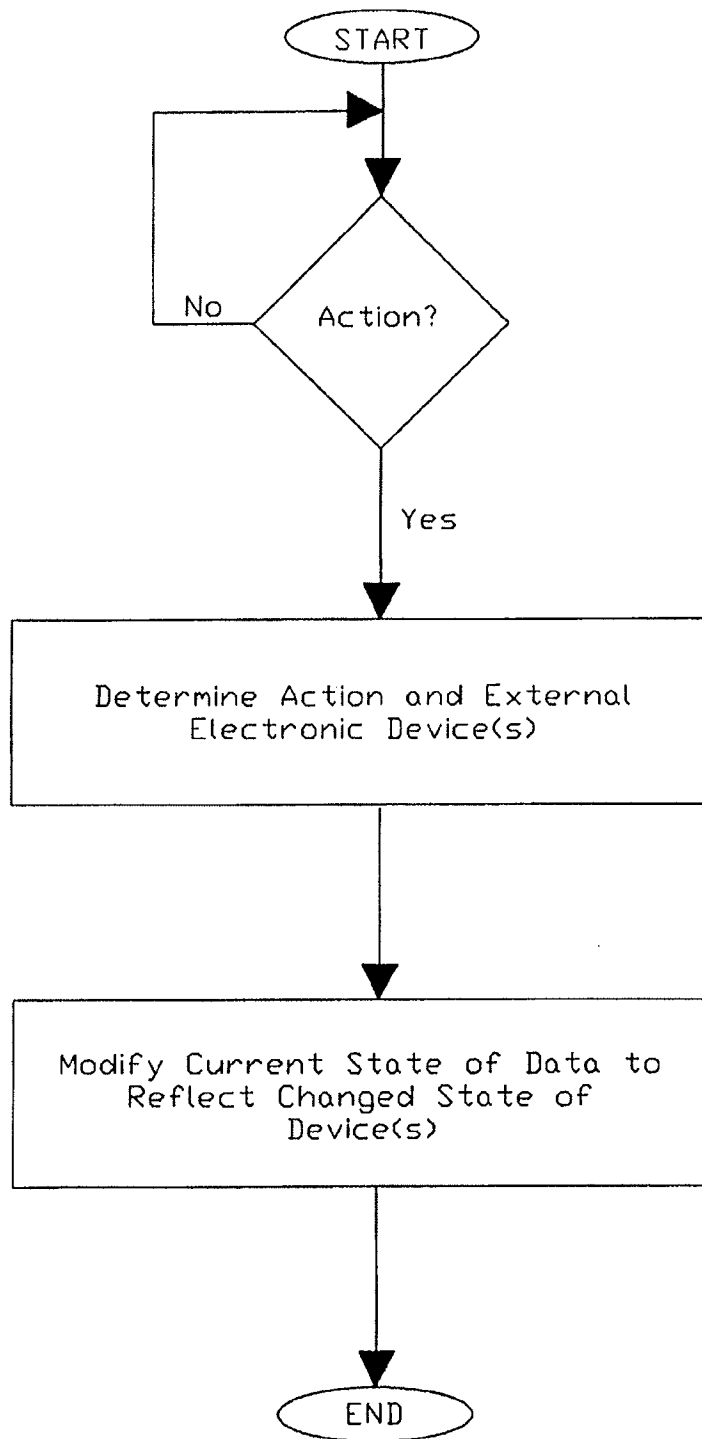 START
No
Action?
Yes
Determine Action and External
Electronic Device(s)
Modify Current State of Data to
Reflect Changed State of
Device(s)
END